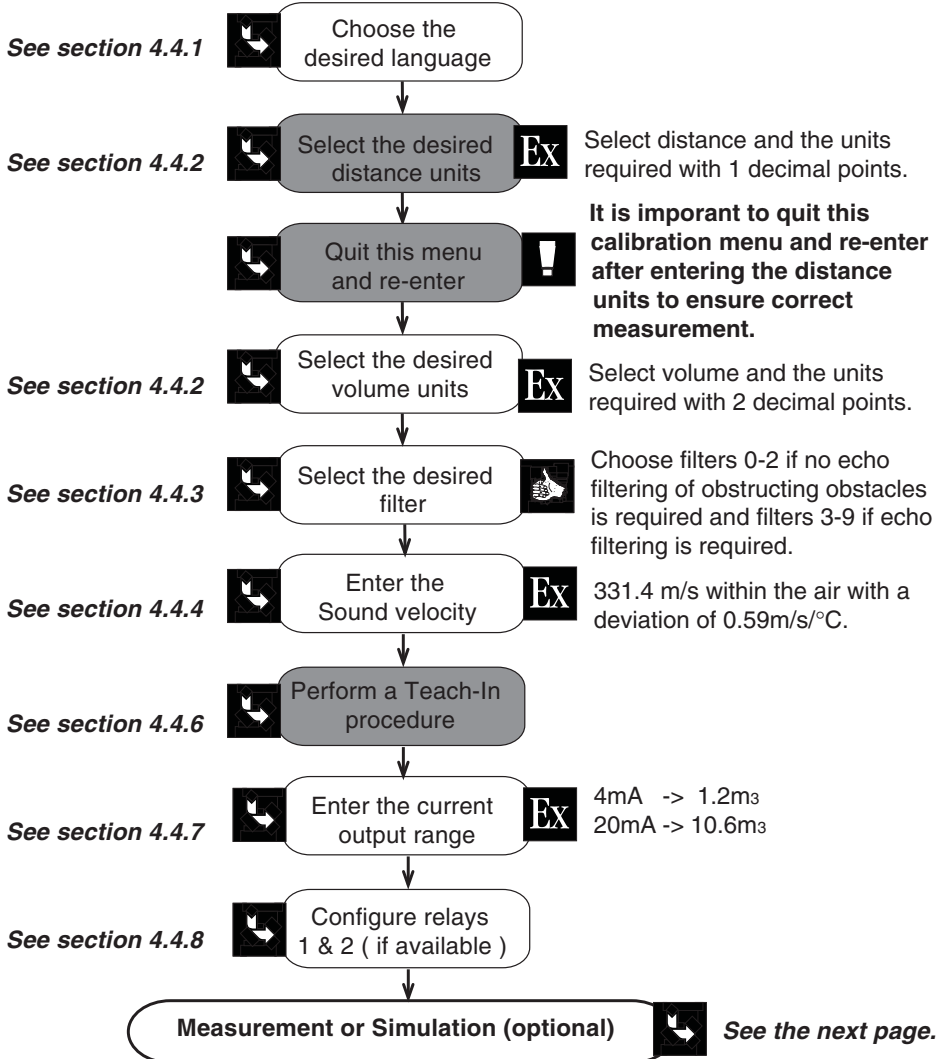 See section 4.4.1
Choose the
desired language
See section 4.4.2
Select the desired
distance units
Ex
Select distance and the units
required with 1 decimal points.
Quit this menu
and re-enter
!
It is imporant to quit this
calibration menu and re-enter
after entering the distance
units to ensure correct
measurement.
See section 4.4.2
Select the desired
volume units
Ex
Select volume and the units
required with 2 decimal points.
See section 4.4.3
Select the desired
filter
Choose filters 0-2 if no echo
filtering of obstructing obstacles
is required and filters 3-9 if echo
filtering is required.
See section 4.4.4
Enter the
Sound velocity
Ex
331.4 m/s within the air with a
deviation of 0.59m/s/°C.
See section 4.4.6
Perform a Teach-In
procedure
See section 4.4.7
Enter the current
output range
Ex
4mA -> 1.2m3
20mA -> 10.6m3
See section 4.4.8
Configure relays
1 & 2 ( if available )
Measurement or Simulation (optional)
See the next page.